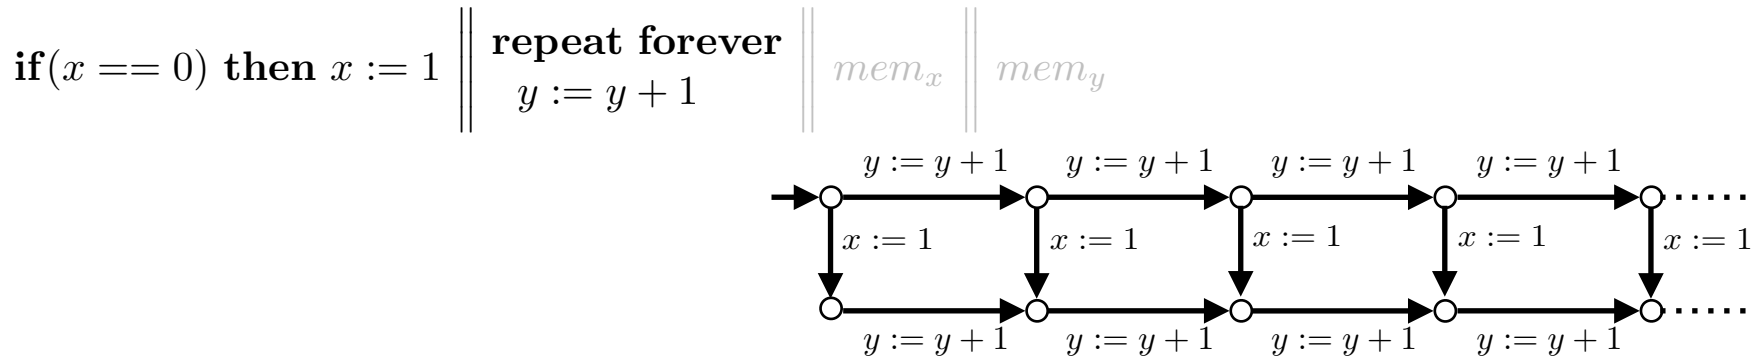 if(x == 0) then x := 1 ‖ repeat forever ‖ mem_x ‖ mem_y
y := y + 1
y := y + 1 y := y + 1 y := y + 1 y := y + 1
x := 1 x := 1 x := 1 x := 1 x := 1
y := y + 1 y := y + 1 y := y + 1 y := y + 1